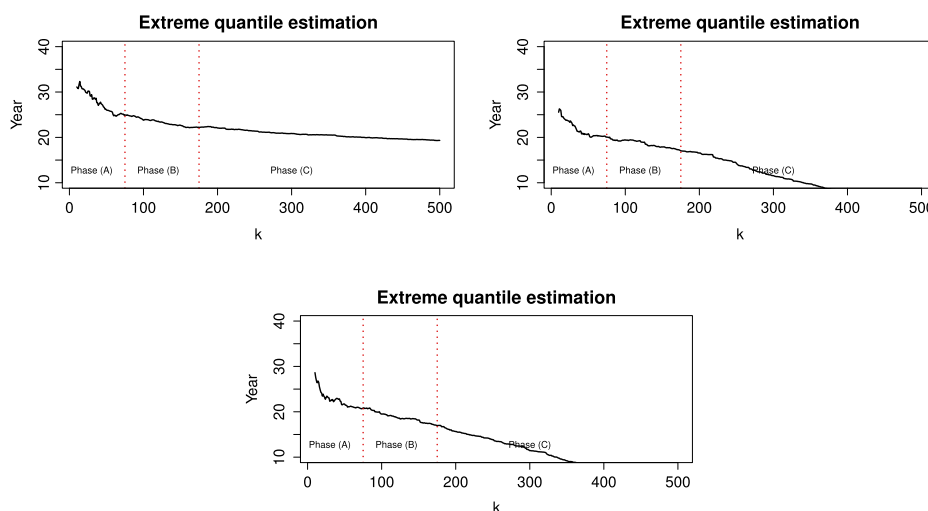 Extreme quantile estimation
Year
40
30
20
10
Phase (A) Phase (B) Phase (C)
0 100 200 300 400 500
k
Extreme quantile estimation
Year
40
30
20
10
Phase (A) Phase (B) Phase (C)
0 100 200 300 400 500
k
Extreme quantile estimation
Year
40
30
20
10
Phase (A) Phase (B) Phase (C)
0 100 200 300 400 500
k